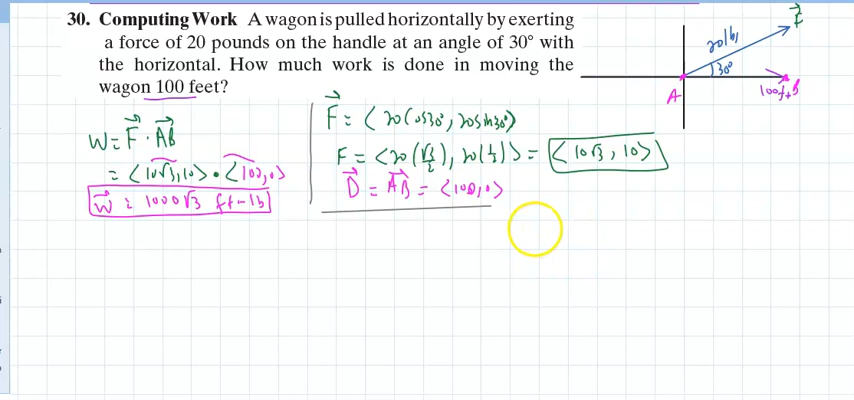 30. Computing Work A wagon is pulled horizontally by exerting
a force of 20 pounds on the handle at an angle of 30° with
the horizontal. How much work is done in moving the
wagon 100 feet?
W = F⃗ · AB⃗
= ⟨10√3, 10⟩ · ⟨100, 0⟩
W⃗ = 1000√3 ft-lb
F⃗ = ⟨20cos30°, 20sin30°⟩
F = ⟨20(√3/2), 20(1/2)⟩ = ⟨10√3, 10⟩
D⃗ = AB⃗ = ⟨100, 0⟩
F⃗
20lb,
30°
A
100ft B